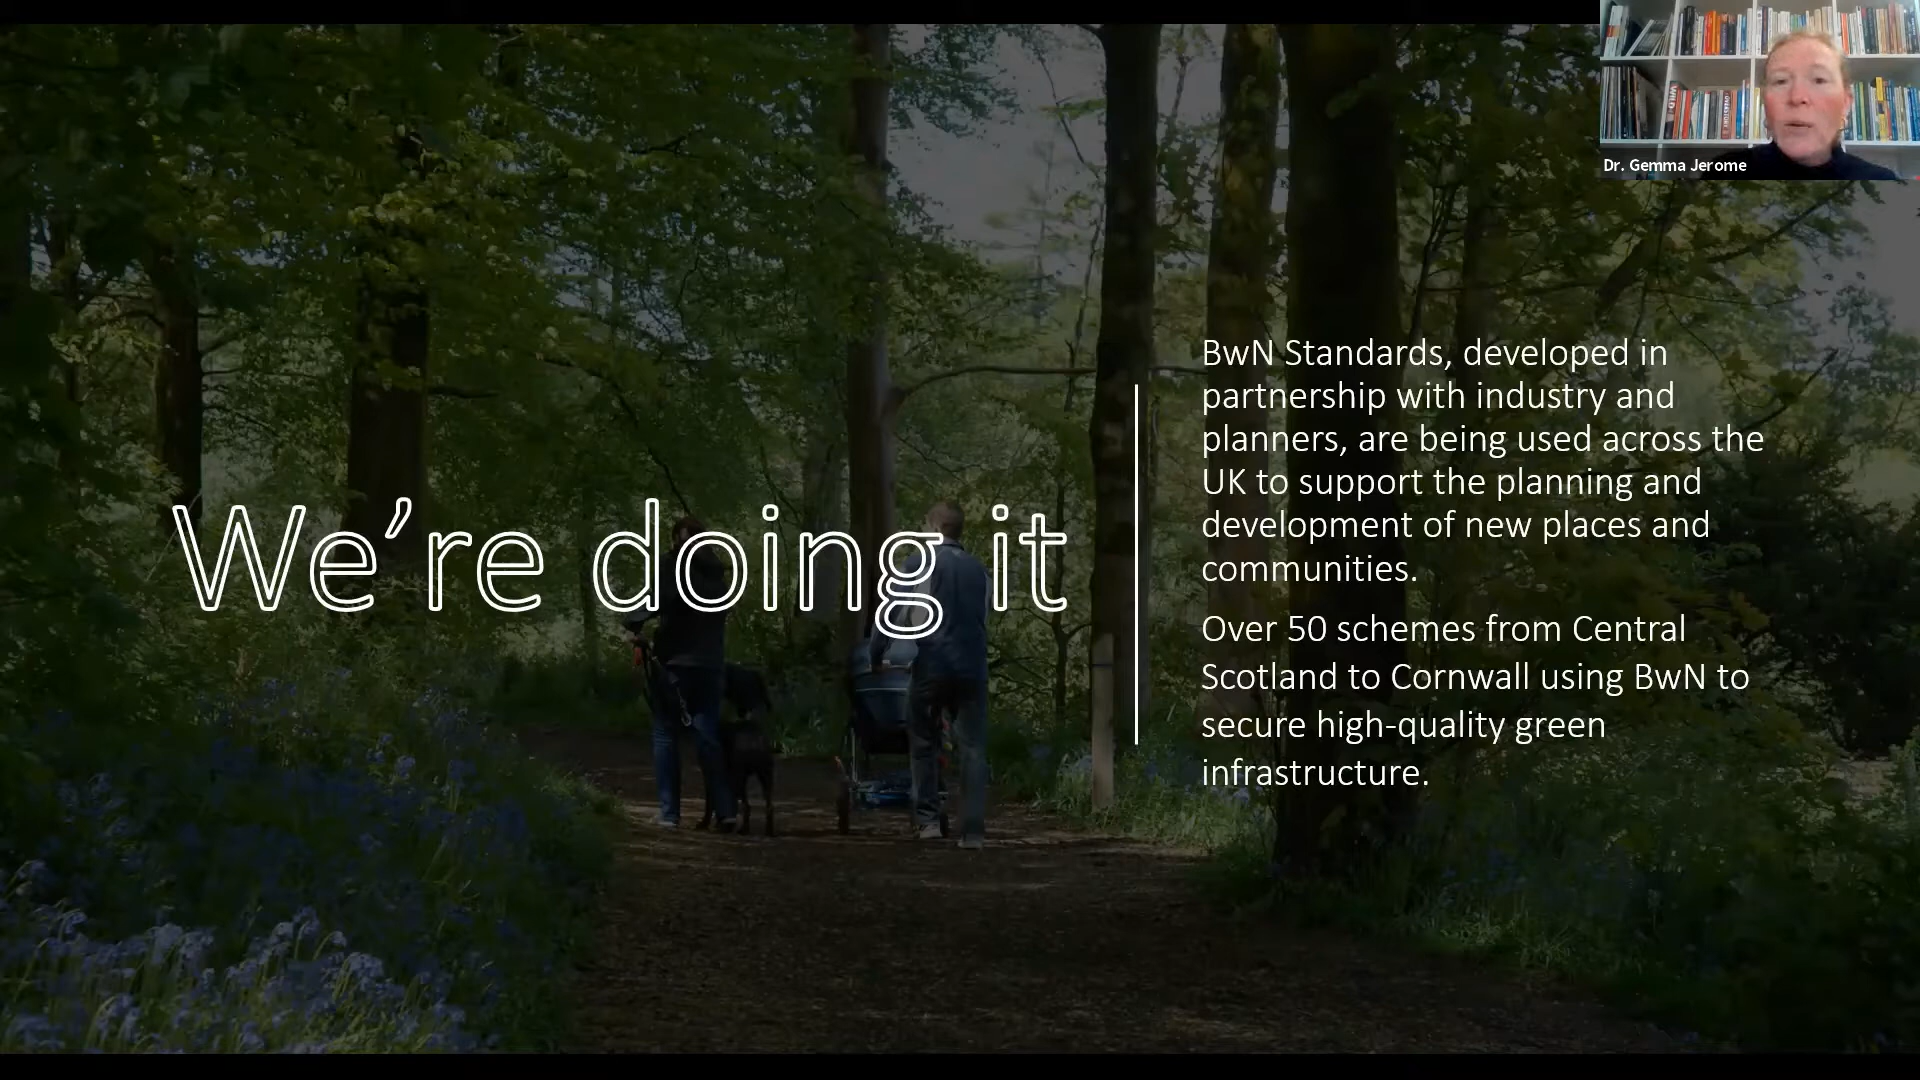 Dr. Gemma Jerome
We're doing it
BwN Standards, developed in
partnership with industry and
planners, are being used across the
UK to support the planning and
development of new places and
communities.
Over 50 schemes from Central
Scotland to Cornwall using BwN to
secure high-quality green
infrastructure.